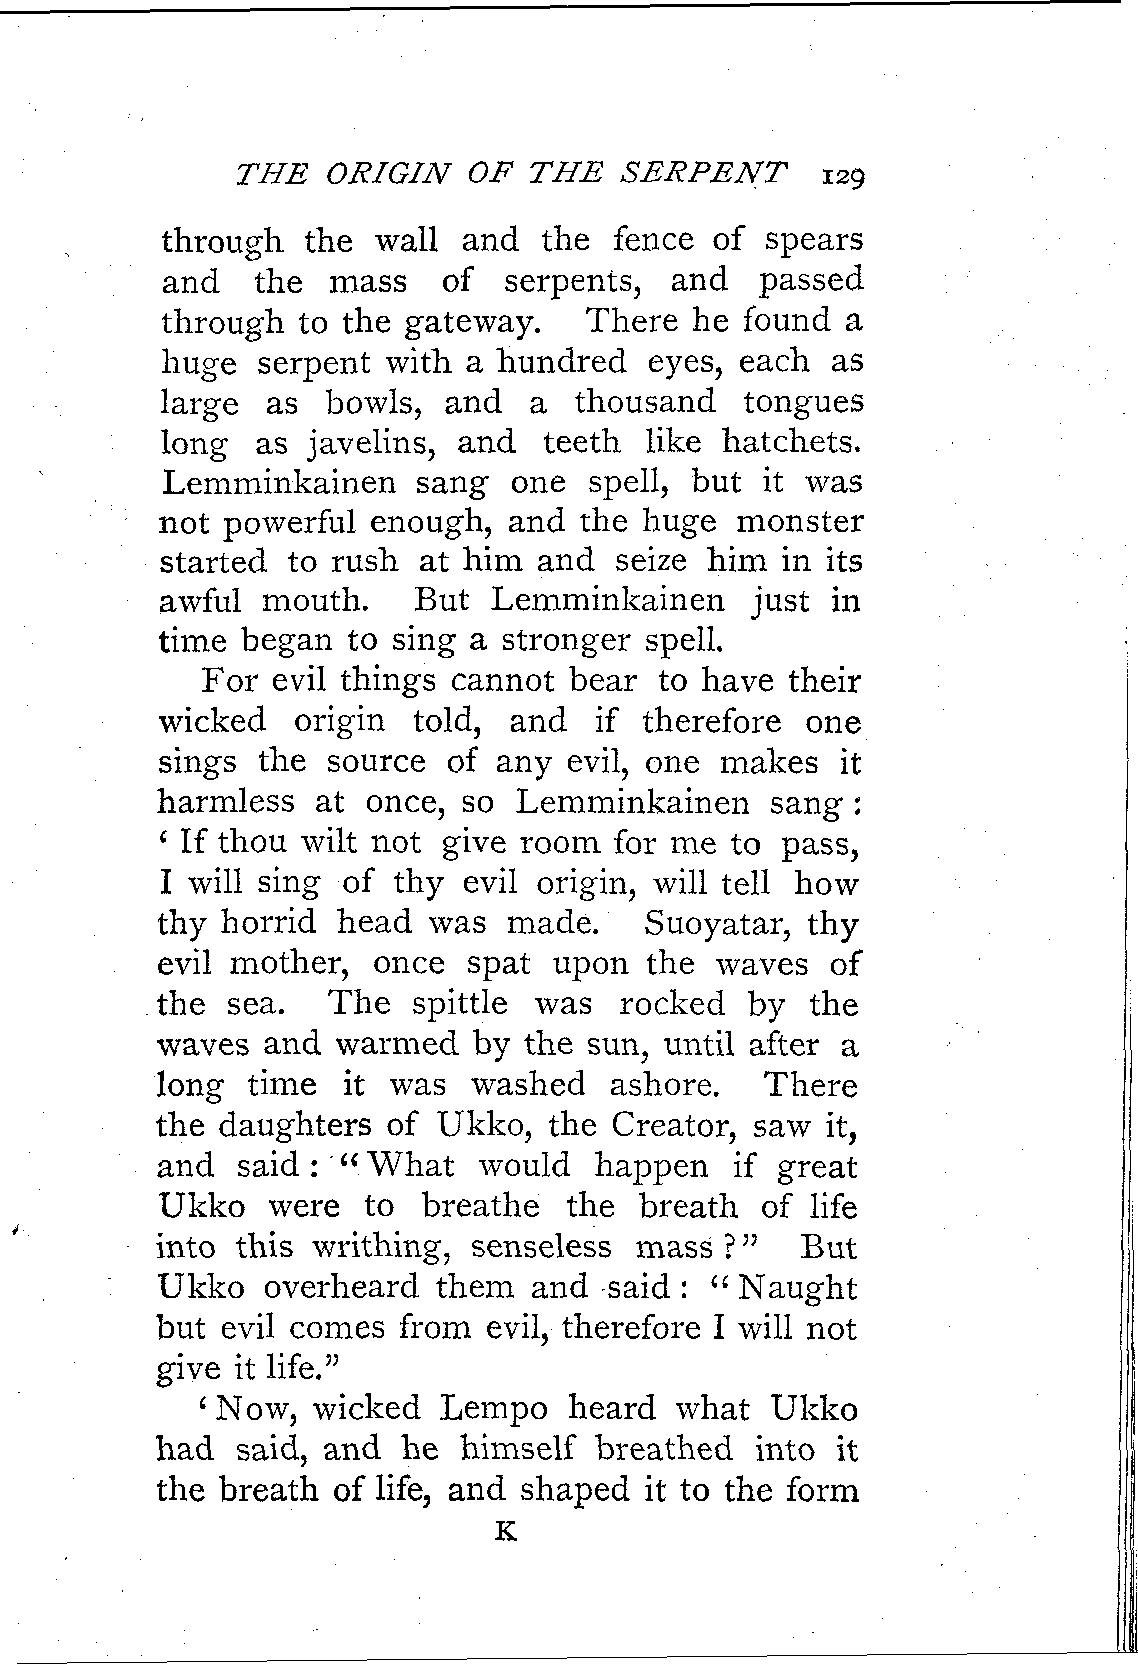 THE ORIGIN OF THE SERPENT 129
through the wall and the fence of spears
and the mass of serpents, and passed
through to the gateway. There he found a
huge serpent with a hundred eyes, each as
large as bowls, and a thousand tongues
long as javelins, and teeth like hatchets.
Lemminkainen sang one spell, but it was
not powerful enough, and the huge monster
started to rush at him and seize him in its
awful mouth. But Lemminkainen just in
time began to sing a stronger spell.
For evil things cannot bear to have their
wicked origin told, and if therefore one
sings the source of any evil, one makes it
harmless at once, so Lemminkainen sang :
‘ If thou wilt not give room for me to pass,
I will sing of thy evil origin, will tell how
thy horrid head was made. Suoyatar, thy
evil mother, once spat upon the waves of
the sea. The spittle was rocked by the
waves and warmed by the sun, until after a
long time it was washed ashore. There
the daughters of Ukko, the Creator, saw it,
and said : “ What would happen if great
Ukko were to breathe the breath of life
into this writhing, senseless mass ? ” But
Ukko overheard them and said : “ Naught
but evil comes from evil, therefore I will not
give it life.”
‘ Now, wicked Lempo heard what Ukko
had said, and he himself breathed into it
the breath of life, and shaped it to the form
K